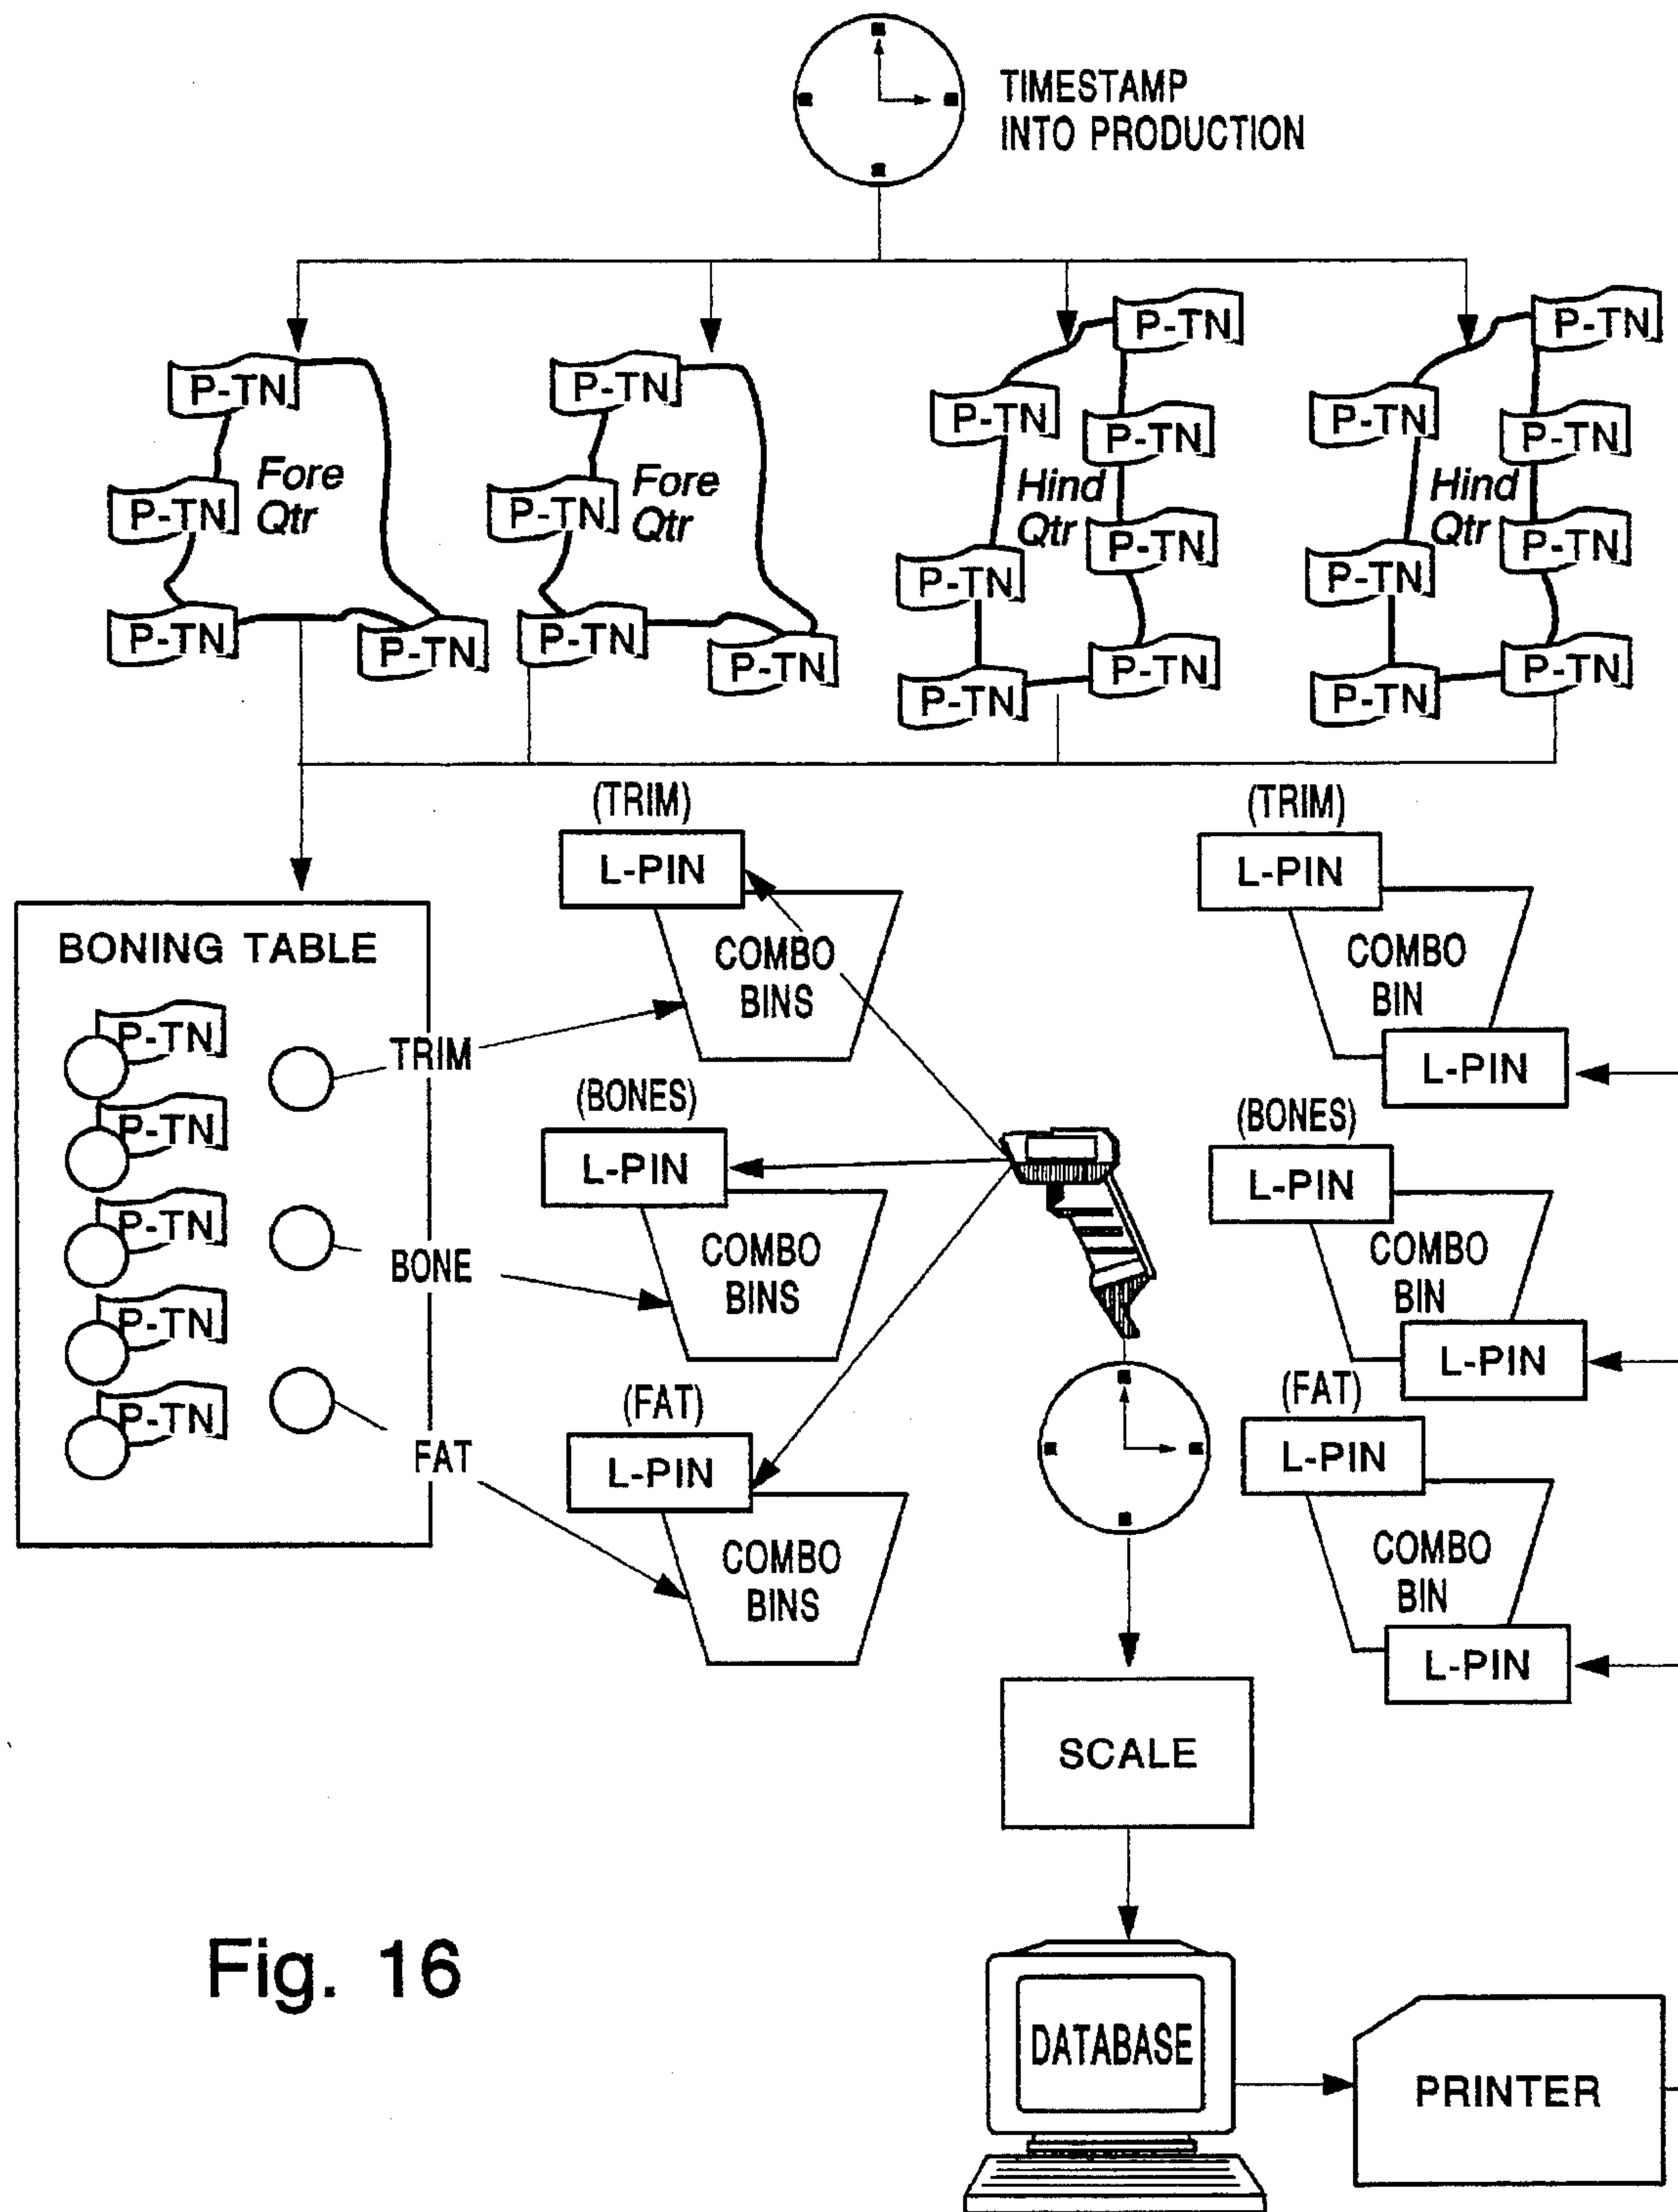 TIMESTAMP
INTO PRODUCTION
P-TN
P-TN
Fore
Qtr
P-TN
P-TN
P-TN
P-TN
Fore
Qtr
P-TN
P-TN
P-TN
P-TN
P-TN
Hind
Qtr
P-TN
P-TN
P-TN
P-TN
P-TN
P-TN
P-TN
Hind
Qtr
P-TN
P-TN
P-TN
P-TN
BONING TABLE
P-TN
P-TN
P-TN
P-TN
P-TN
TRIM
BONE
FAT
(TRIM)
L-PIN
COMBO
BINS
(BONES)
L-PIN
COMBO
BINS
(FAT)
L-PIN
COMBO
BINS
(TRIM)
L-PIN
COMBO
BIN
L-PIN
(BONES)
L-PIN
COMBO
BIN
L-PIN
(FAT)
L-PIN
COMBO
BIN
L-PIN
SCALE
DATABASE
PRINTER
Fig. 16